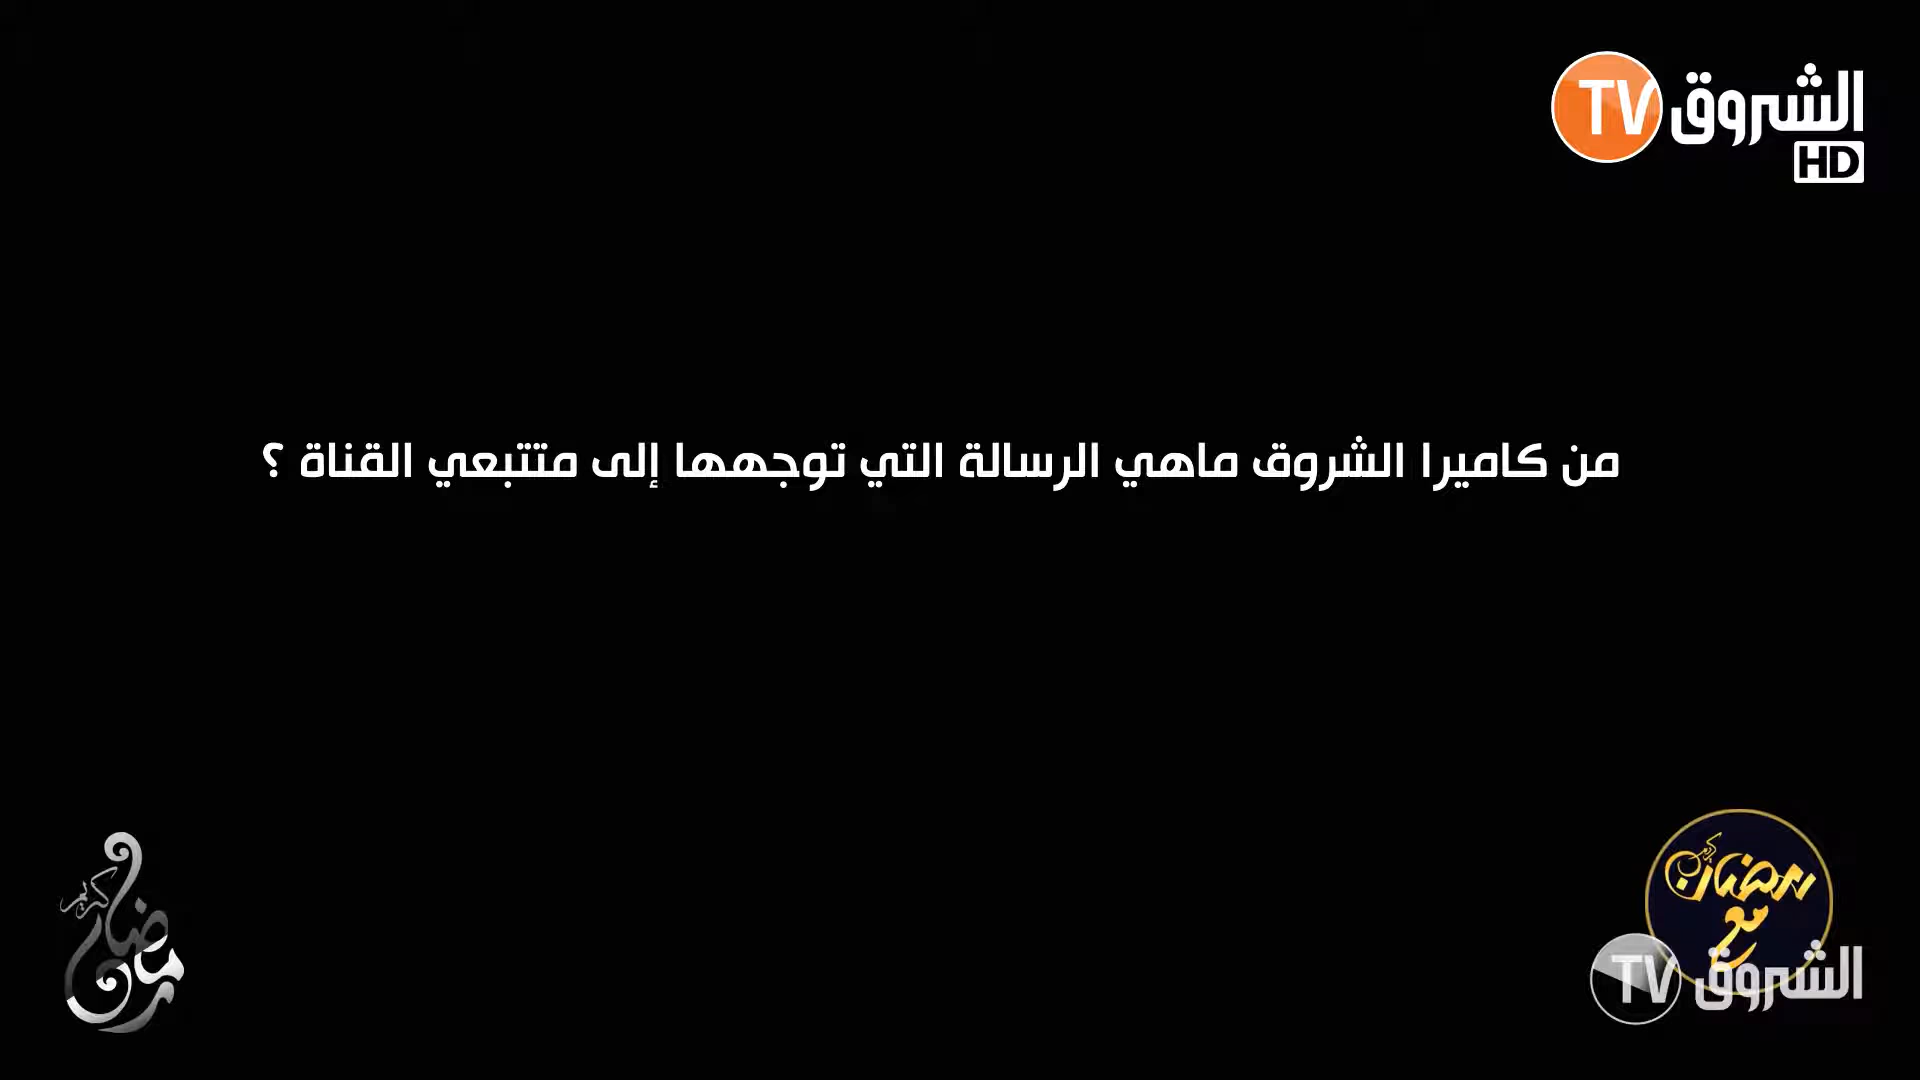 الشروق TV
HD
من كاميرا الشروق ماهي الرسالة التي توجهها إلى متتبعي القناة ؟
رمضان كريم
رمضان كريم
مع
الشروق TV